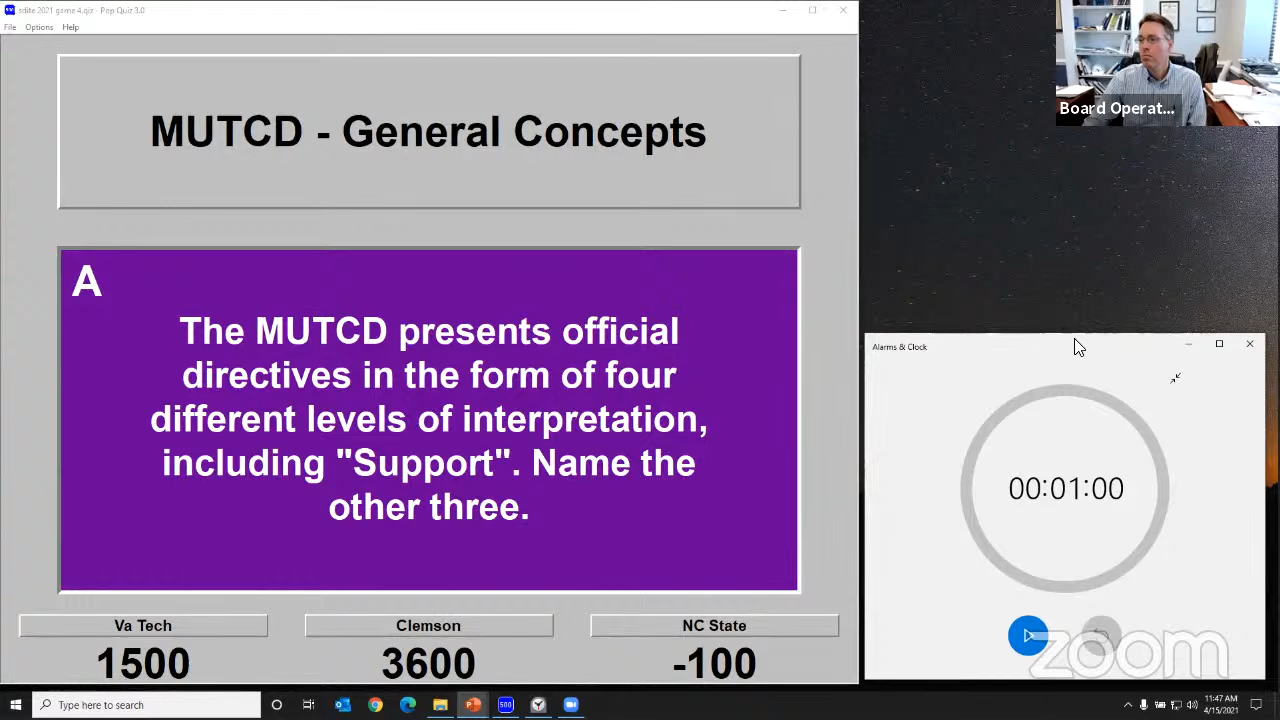 sdite 2021 game 4.qiz - Pop Quiz 3.0
File Options Help
MUTCD - General Concepts
A
The MUTCD presents official
directives in the form of four
different levels of interpretation,
including "Support". Name the
other three.
Va Tech
1500
Clemson
3600
NC State
-100
Board Operat...
Alarms & Clock
00:01:00
zoom
Type here to search
500
11:47 AM
4/15/2021